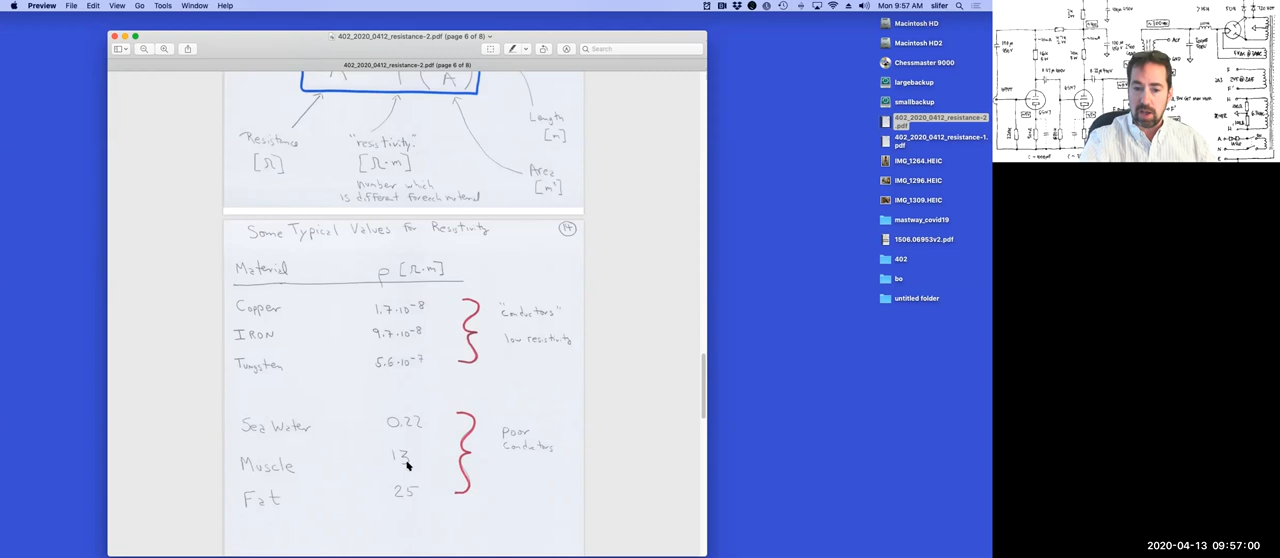 Preview File Edit View Go Tools Window Help
Mon 9:57 AM slifer
402_2020_0412_resistance-2.pdf (page 6 of 8)
Search
402_2020_0412_resistance-2.pdf (page 6 of 8)
A
Resistance
[Ω]
"resistivity"
[Ω·m]
number which
is different for each material
Length
[m]
Area
[m²]
Some Typical Values for Resistivity
14
Material ρ [Ω·m]
Copper 1.7·10⁻⁸
IRON 9.7·10⁻⁸
Tungsten 5.6·10⁻⁷
"conductors"
low resistivity
Sea Water 0.22
Muscle 13
Fat 25
Poor
conductors
Macintosh HD
Macintosh HD2
Chessmaster 9000
largebackup
smallbackup
402_2020_0412_resistance-2
.pdf
402_2020_0412_resistance-1.
pdf
IMG_1264.HEIC
IMG_1296.HEIC
IMG_1309.HEIC
mastway_covid19
1506.06953v2.pdf
402
bo
untitled folder
2020-04-13 09:57:00